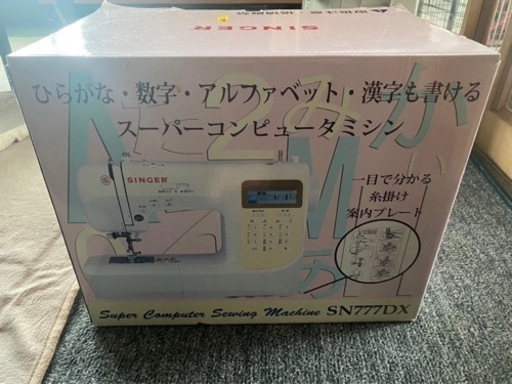 SINGER
ひらがな・数字・アルファベット・漢字も書ける
スーパーコンピュータミシン
SINGER
一目で分かる
糸掛け
案内プレート
Super Computer Sewing Machine SN777DX